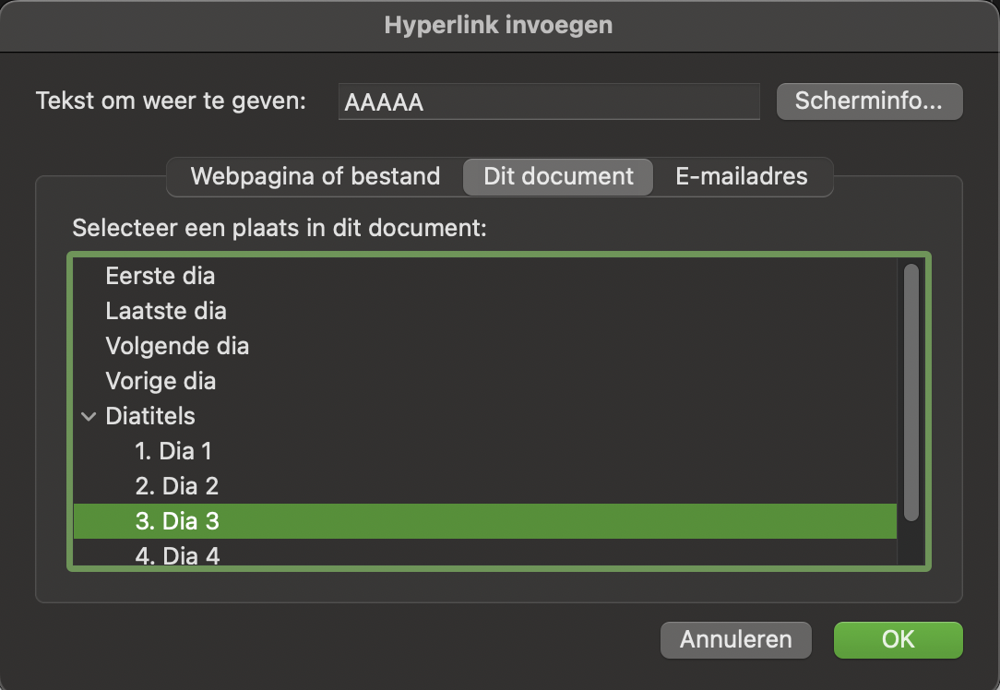 Hyperlink invoegen
Tekst om weer te geven: AAAAA Scherminfo...
Webpagina of bestand Dit document E-mailadres
Selecteer een plaats in dit document:
Eerste dia
Laatste dia
Volgende dia
Vorige dia
Diatitels
1. Dia 1
2. Dia 2
3. Dia 3
4. Dia 4
Annuleren OK